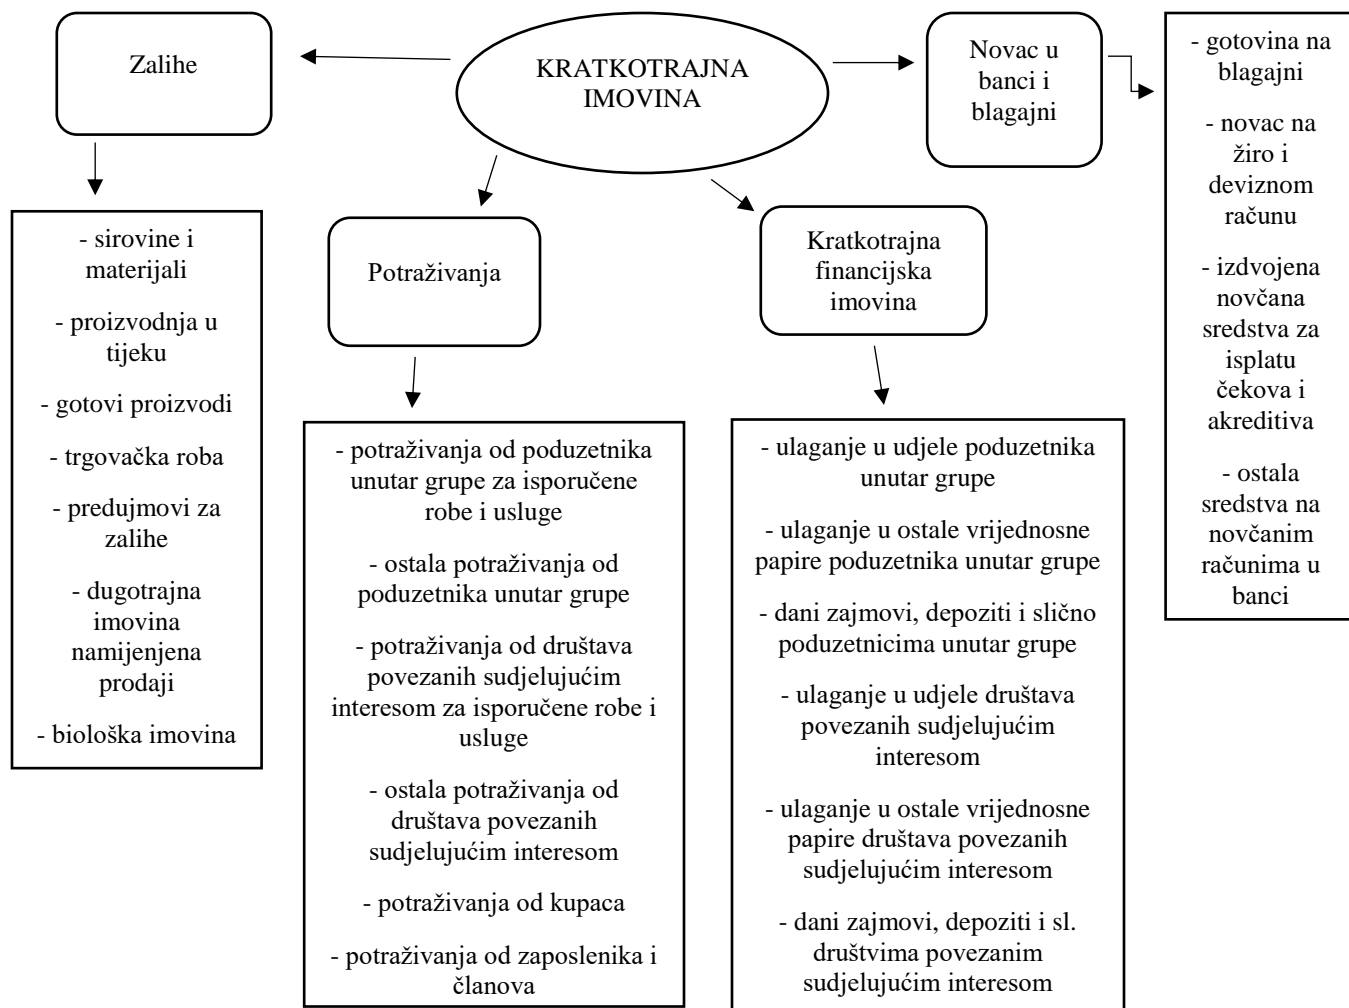 KRATKOTRAJNA
IMOVINA
Zalihe
- sirovine i
materijali
- proizvodnja u
tijeku
- gotovi proizvodi
- trgovačka roba
- predujmovi za
zalihe
- dugotrajna
imovina
namijenjena
prodaji
- biološka imovina
Potraživanja
- potraživanja od poduzetnika
unutar grupe za isporučene
robe i usluge
- ostala potraživanja od
poduzetnika unutar grupe
- potraživanja od društava
povezanih sudjelujućim
interesom za isporučene robe i
usluge
- ostala potraživanja od
društava povezanih
sudjelujućim interesom
- potraživanja od kupaca
- potraživanja od zaposlenika i
članova
Kratkotrajna
financijska
imovina
- ulaganje u udjele poduzetnika
unutar grupe
- ulaganje u ostale vrijednosne
papire poduzetnika unutar grupe
- dani zajmovi, depoziti i slično
poduzetnicima unutar grupe
- ulaganje u udjele društava
povezanih sudjelujućim
interesom
- ulaganje u ostale vrijednosne
papire društava povezanih
sudjelujućim interesom
- dani zajmovi, depoziti i sl.
društvima povezanim
sudjelujućim interesom
Novac u
banci i
blagajni
- gotovina na
blagajni
- novac na
žiro i
deviznom
računu
- izdvojena
novčana
sredstva za
isplatu
čekova i
akreditiva
- ostala
sredstva na
novčanim
računima u
banci